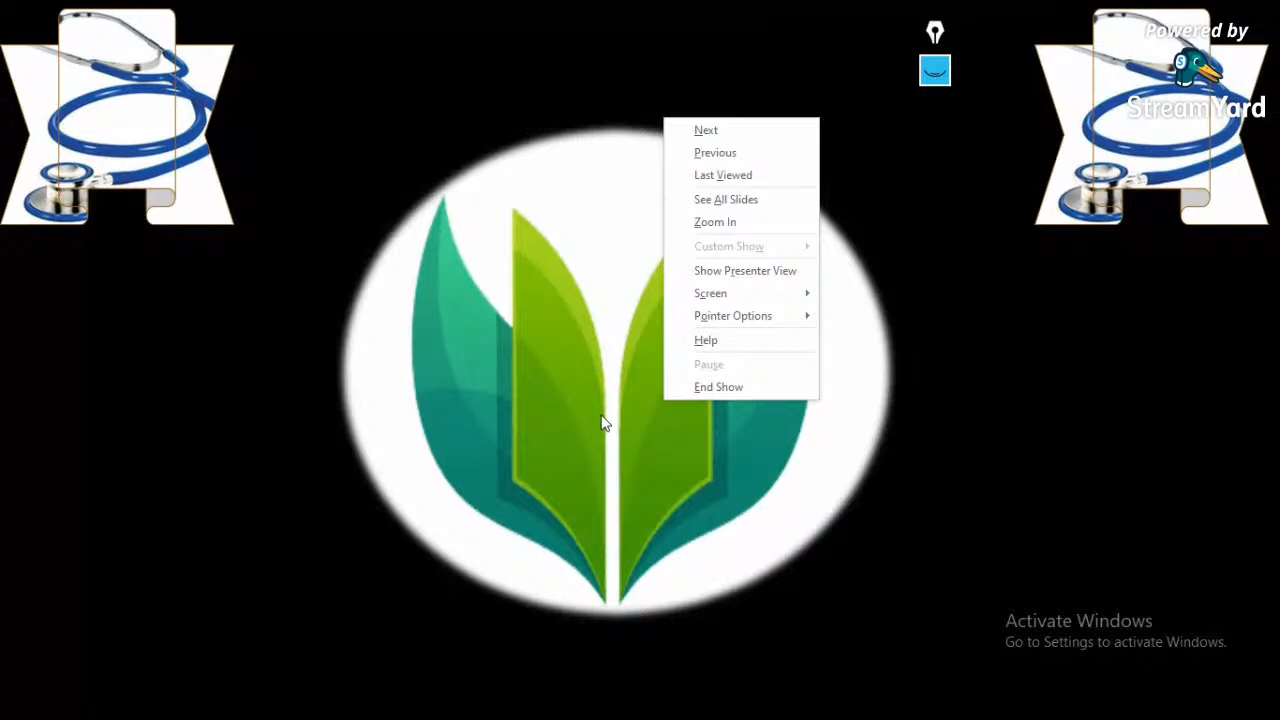 Powered by
StreamYard
Next
Previous
Last Viewed
See All Slides
Zoom In
Custom Show
Show Presenter View
Screen
Pointer Options
Help
Pause
End Show
Activate Windows
Go to Settings to activate Windows.